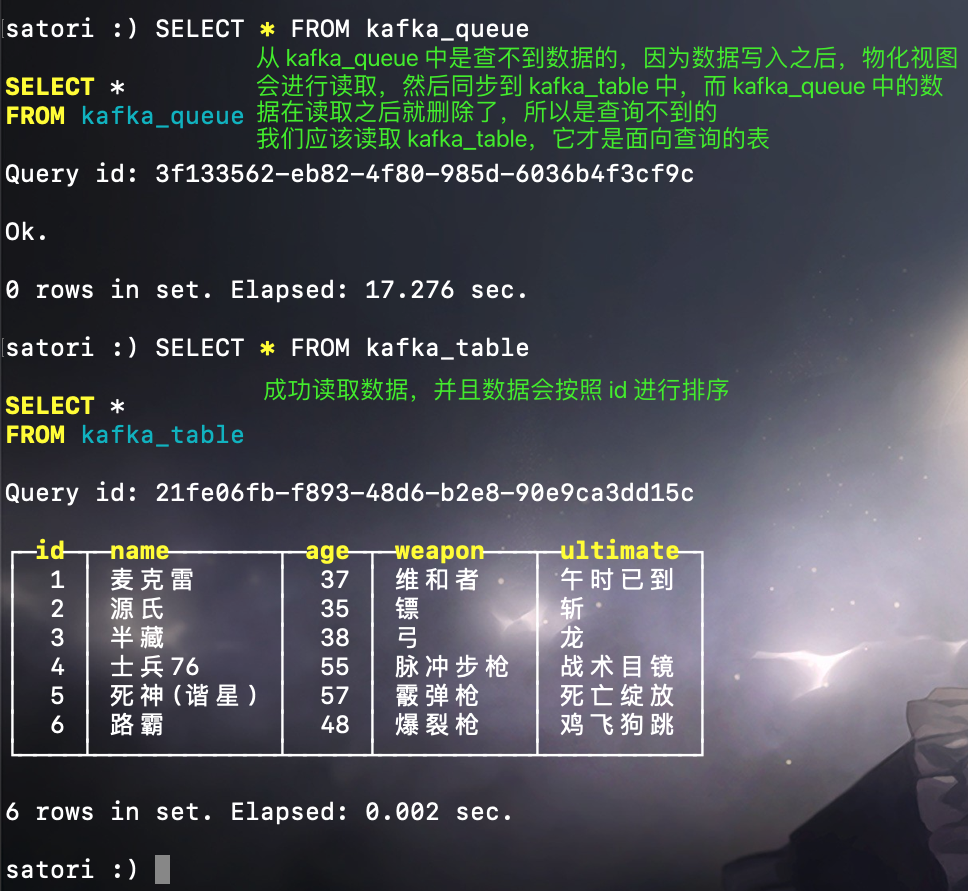 satori :) SELECT * FROM kafka_queue
从 kafka_queue 中是查不到数据的，因为数据写入之后，物化视图
会进行读取，然后同步到 kafka_table 中，而 kafka_queue 中的数
据在读取之后就删除了，所以是查询不到的
我们应该读取 kafka_table，它才是面向查询的表
SELECT *
FROM kafka_queue
Query id: 3f133562-eb82-4f80-985d-6036b4f3cf9c
Ok.
0 rows in set. Elapsed: 17.276 sec.
satori :) SELECT * FROM kafka_table
成功读取数据，并且数据会按照 id 进行排序
SELECT *
FROM kafka_table
Query id: 21fe06fb-f893-48d6-b2e8-90e9ca3dd15c
id name age weapon ultimate
1 麦克雷 37 维和者 午时已到
2 源氏 35 镖 斩
3 半藏 38 弓 龙
4 士兵76 55 脉冲步枪 战术目镜
5 死神(谐星) 57 霰弹枪 死亡绽放
6 路霸 48 爆裂枪 鸡飞狗跳
6 rows in set. Elapsed: 0.002 sec.
satori :)